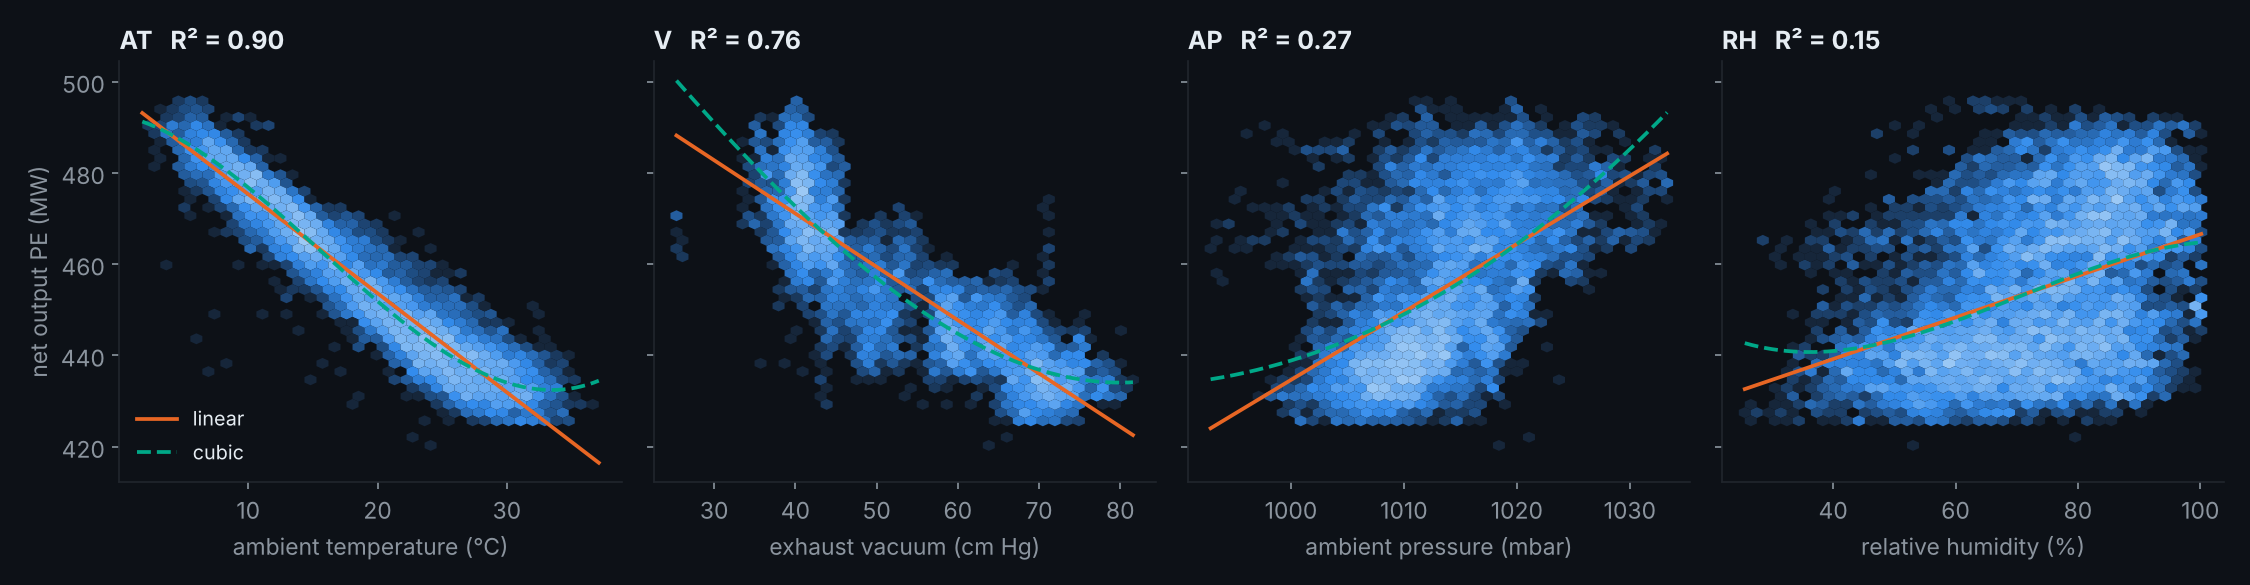 AT R² = 0.90
V R² = 0.76
AP R² = 0.27
RH R² = 0.15
net output PE (MW)
500
480
460
440
420
linear
cubic
10 20 30
30 40 50 60 70 80
1000 1010 1020 1030
40 60 80 100
ambient temperature (°C)
exhaust vacuum (cm Hg)
ambient pressure (mbar)
relative humidity (%)